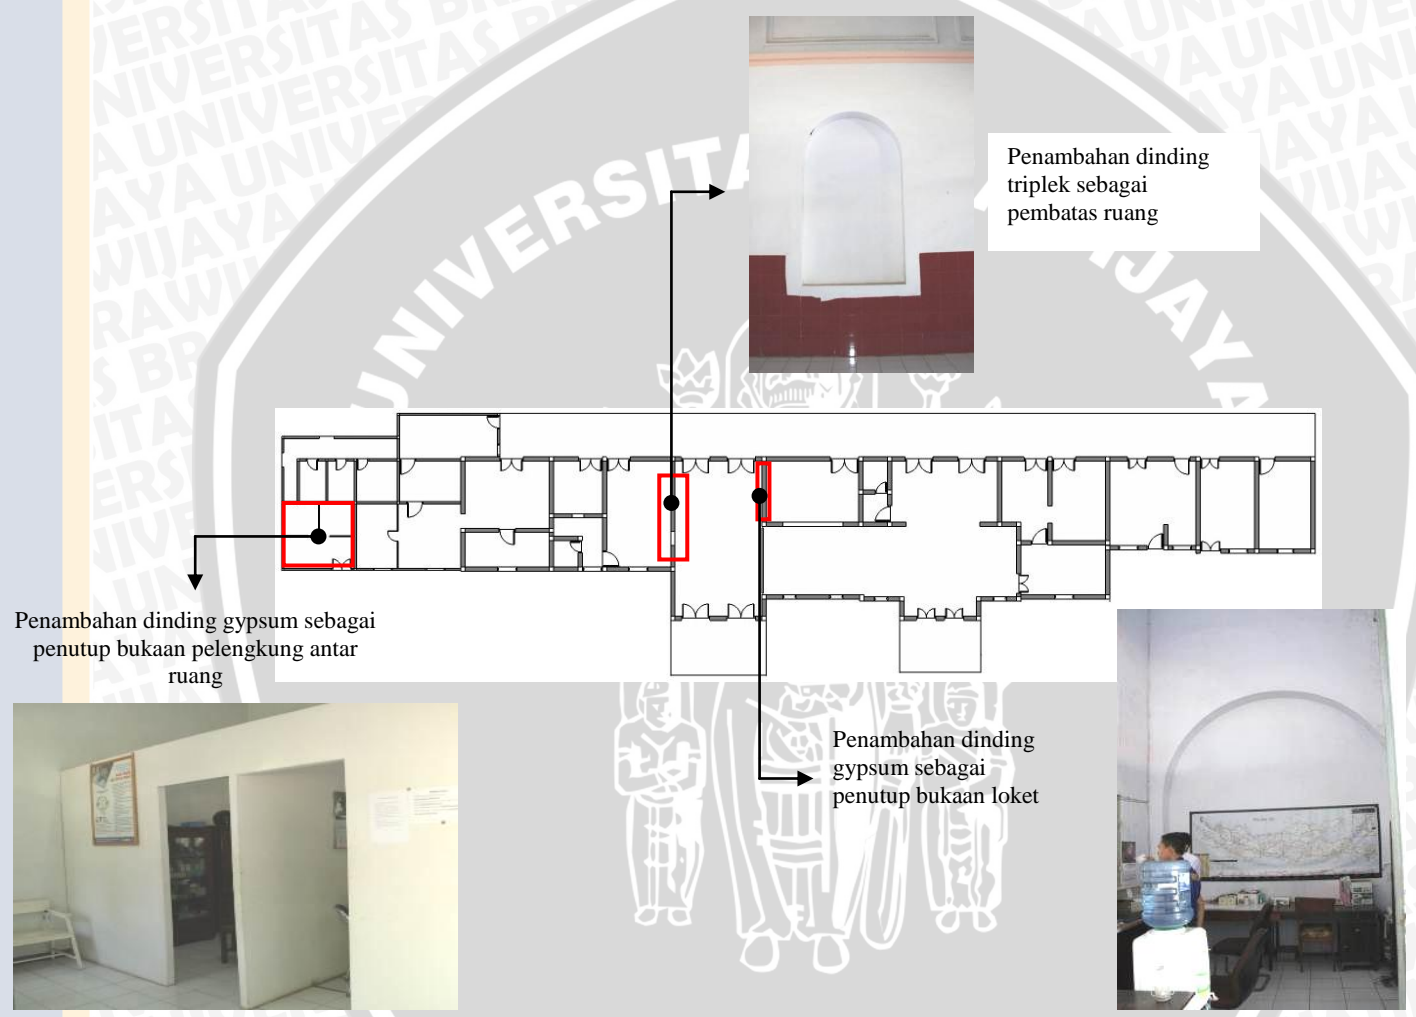 Penambahan dinding
triplek sebagai
pembatas ruang
Penambahan dinding gypsum sebagai
penutup bukaan pelengkung antar
ruang
Penambahan dinding
gypsum sebagai
penutup bukaan loket